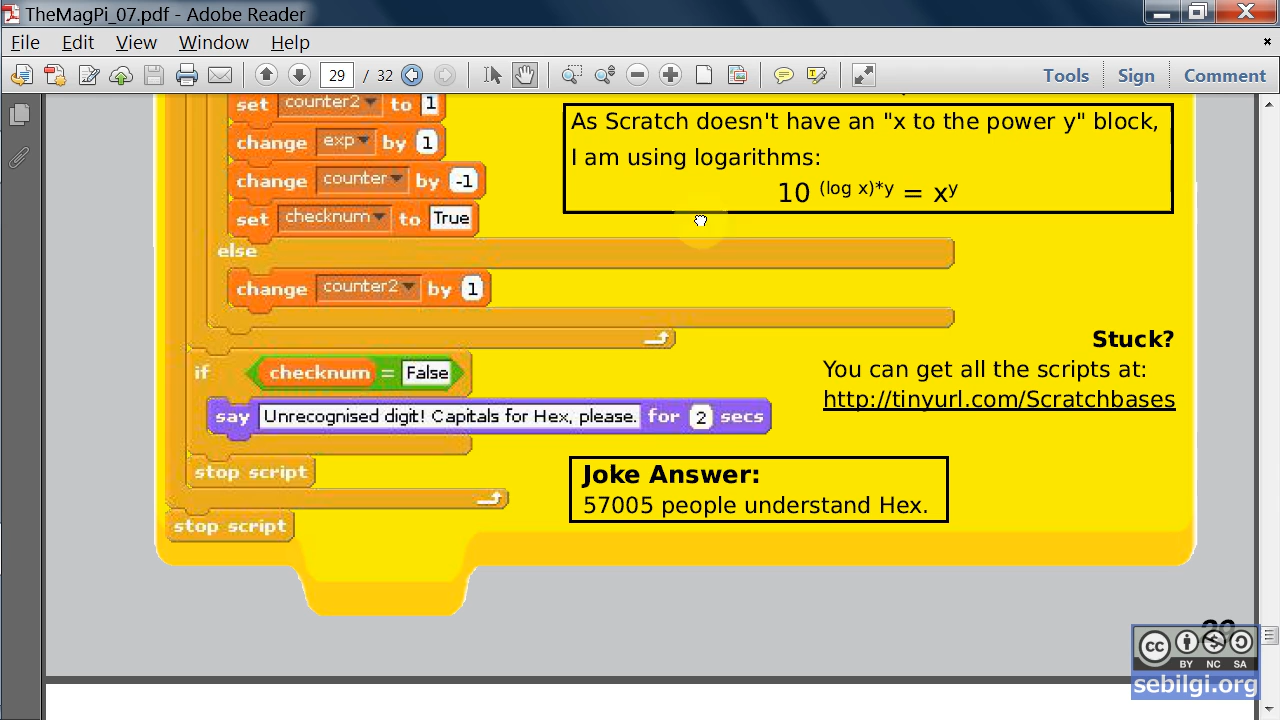 TheMagPi_07.pdf - Adobe Reader
File Edit View Window Help
29 / 32
Tools Sign Comment
set counter2 to 1
change exp by 1
change counter by -1
set checknum to True
else
change counter2 by 1
if checknum = False
say Unrecognised digit! Capitals for Hex, please. for 2 secs
stop script
stop script
As Scratch doesn't have an "x to the power y" block,
I am using logarithms:
10 (log x)*y = xy
Stuck?
You can get all the scripts at:
http://tinyurl.com/Scratchbases
Joke Answer:
57005 people understand Hex.
cc BY NC SA
sebilgi.org